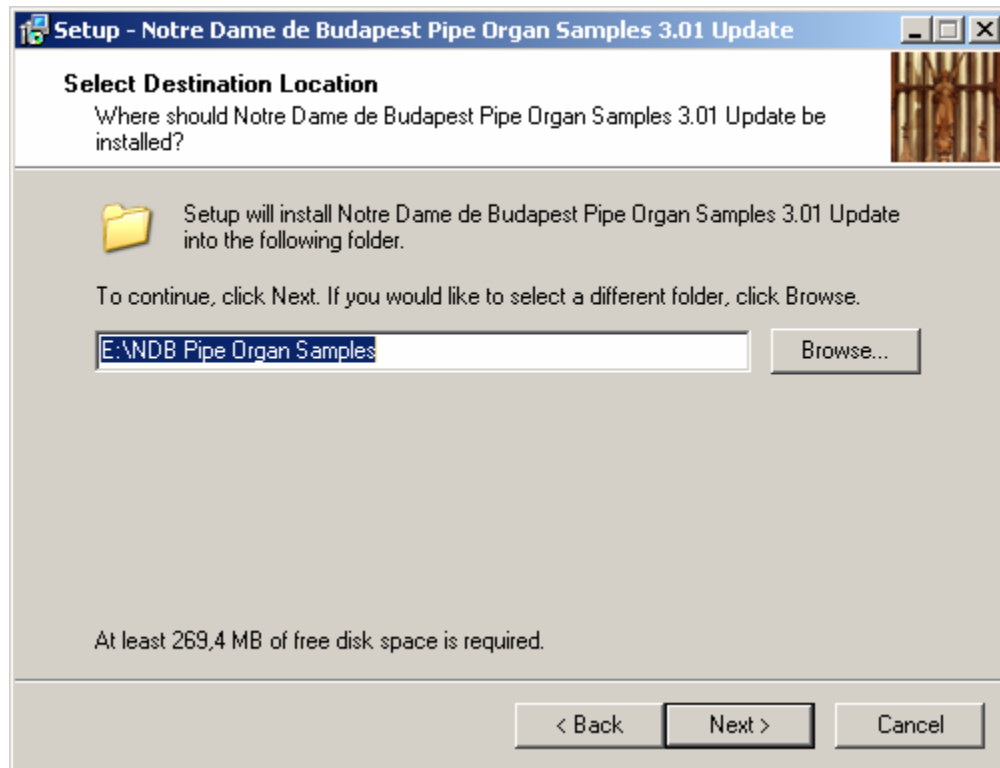 Setup - Notre Dame de Budapest Pipe Organ Samples 3.01 Update
Select Destination Location
Where should Notre Dame de Budapest Pipe Organ Samples 3.01 Update be
installed?
Setup will install Notre Dame de Budapest Pipe Organ Samples 3.01 Update
into the following folder.
To continue, click Next. If you would like to select a different folder, click Browse.
E:\NDB Pipe Organ Samples
Browse...
At least 269,4 MB of free disk space is required.
< Back Next > Cancel